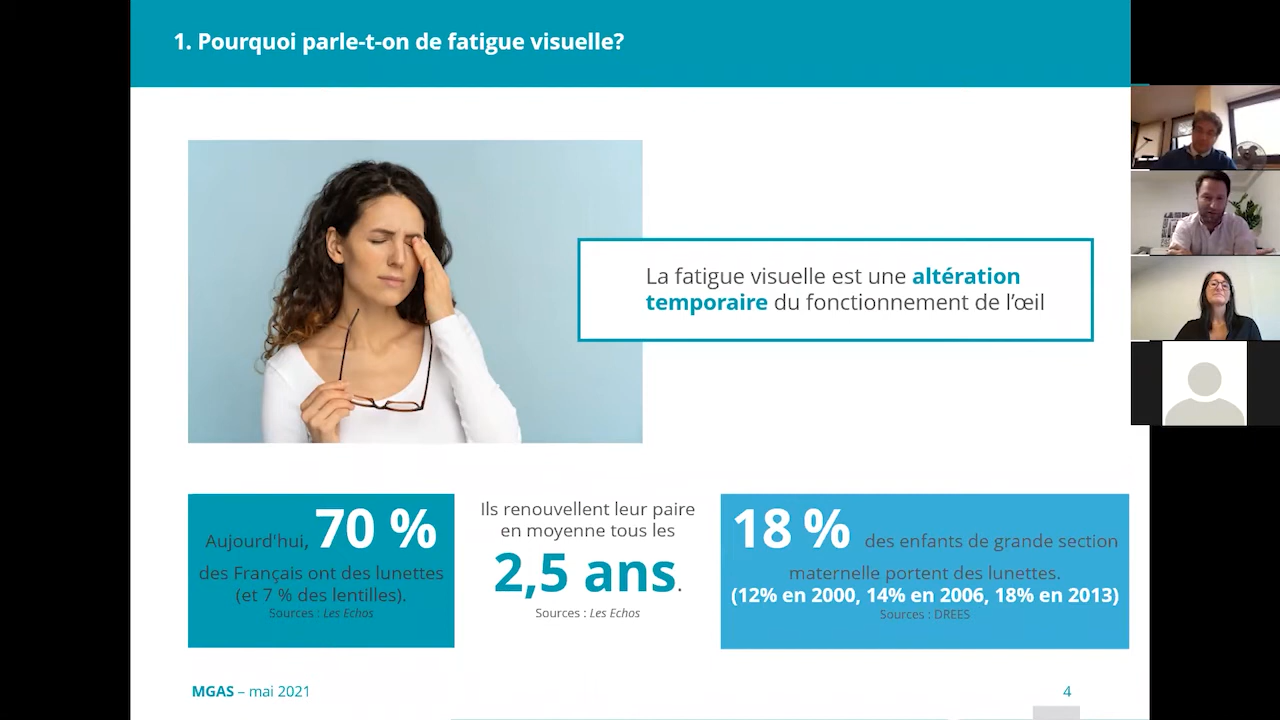 1. Pourquoi parle-t-on de fatigue visuelle?
La fatigue visuelle est une altération
temporaire du fonctionnement de l’œil
Aujourd'hui, 70 %
des Français ont des lunettes
(et 7 % des lentilles).
Sources : Les Echos
Ils renouvellent leur paire
en moyenne tous les
2,5 ans.
Sources : Les Echos
18 % des enfants de grande section
maternelle portent des lunettes.
(12% en 2000, 14% en 2006, 18% en 2013)
Sources : DREES
MGAS – mai 2021
4